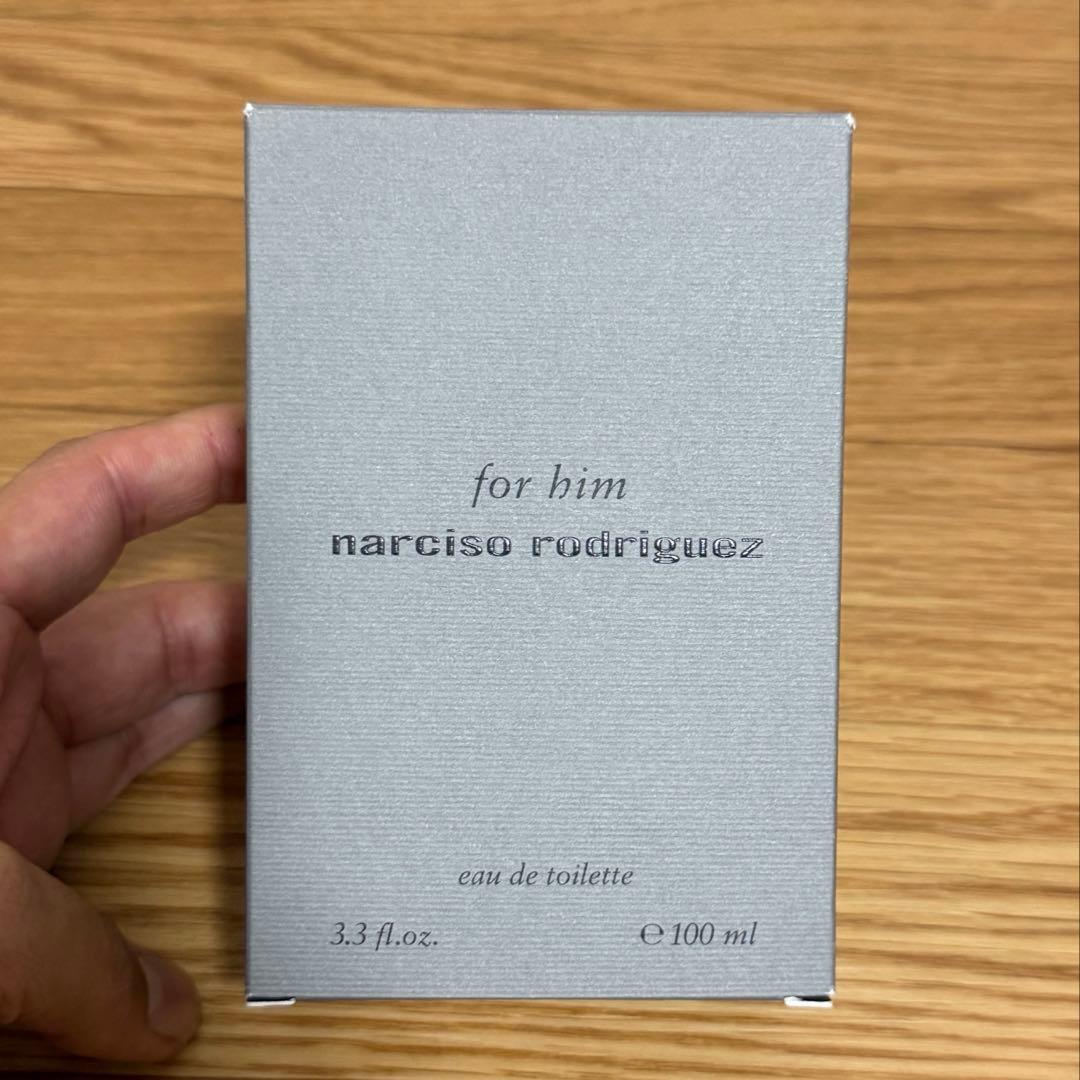 for him
narciso rodriguez
eau de toilette
3.3 fl.oz. ℮ 100 ml